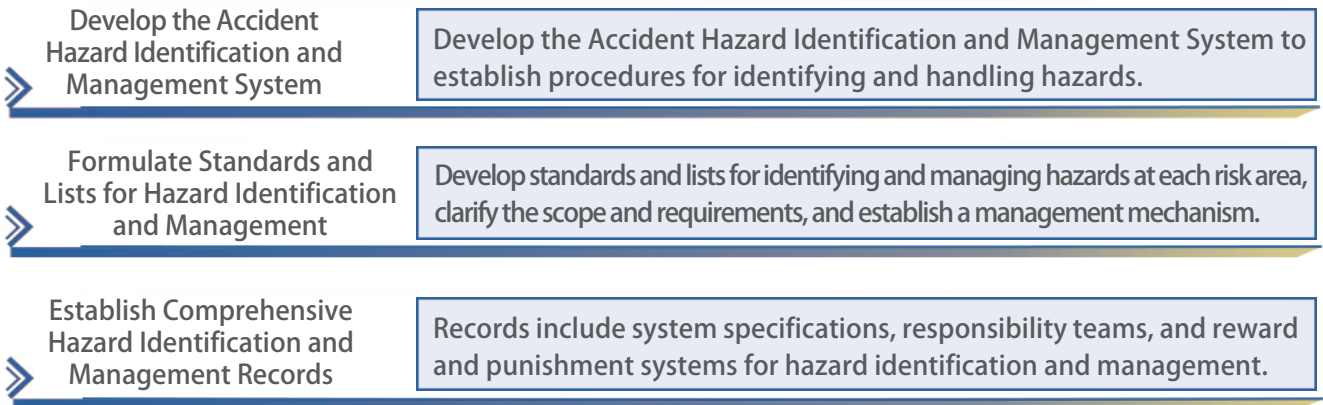 Develop the Accident
Hazard Identification and
Management System
Develop the Accident Hazard Identification and Management System to
establish procedures for identifying and handling hazards.
Formulate Standards and
Lists for Hazard Identification
and Management
Develop standards and lists for identifying and managing hazards at each risk area,
clarify the scope and requirements, and establish a management mechanism.
Establish Comprehensive
Hazard Identification and
Management Records
Records include system specifications, responsibility teams, and reward
and punishment systems for hazard identification and management.